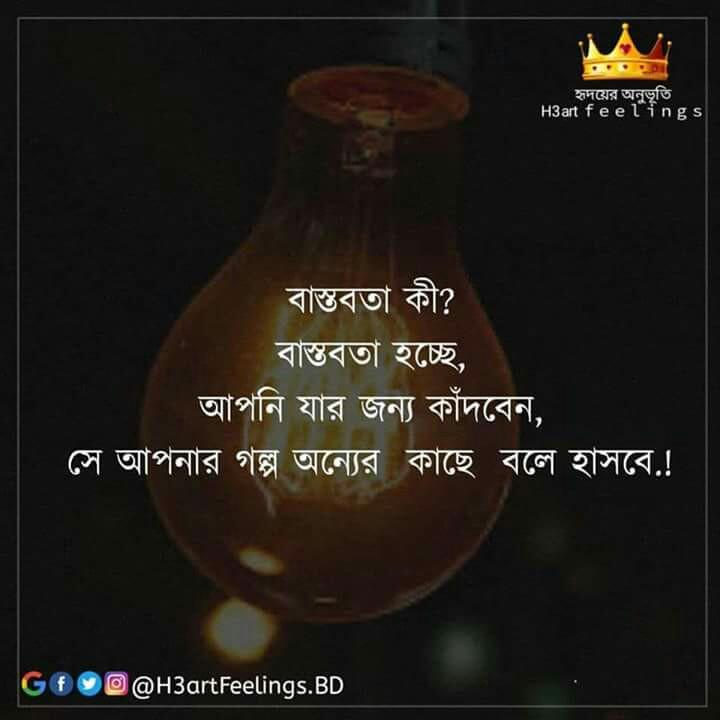 হৃদয়ের অনুভূতি
H3art feelings
বাস্তবতা কী?
বাস্তবতা হচ্ছে,
আপনি যার জন্য কাঁদবেন,
সে আপনার গল্প অন্যের কাছে বলে হাসবে.!
@H3artFeelings.BD